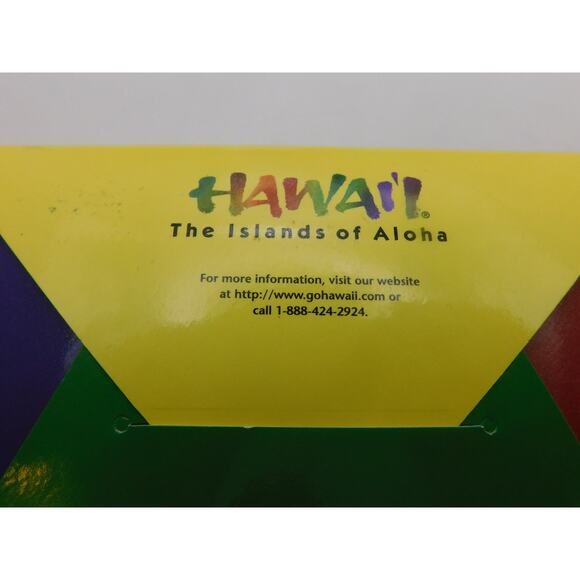 HAWAI'I®
The Islands of Aloha
For more information, visit our website
at http://www.gohawaii.com or
call 1-888-424-2924.